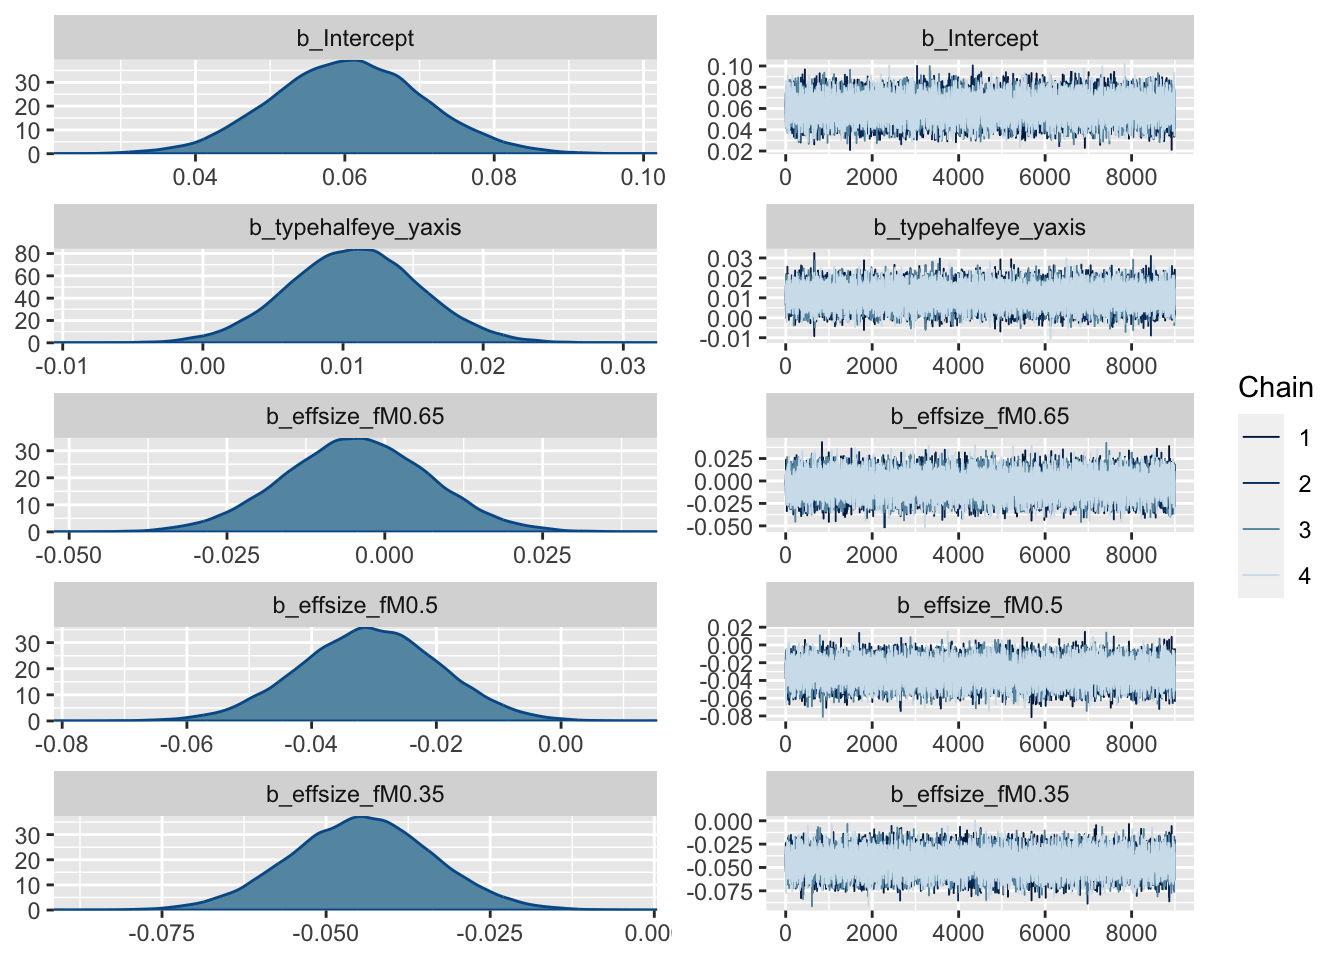 b_Intercept
30
20
10
0
0.04 0.06 0.08 0.10
b_Intercept
0.10
0.08
0.06
0.04
0.02
0 2000 4000 6000 8000
b_typehalfeye_yaxis
80
60
40
20
0
-0.01 0.00 0.01 0.02 0.03
b_typehalfeye_yaxis
0.03
0.02
0.01
0.00
-0.01
0 2000 4000 6000 8000
b_effsize_fM0.65
30
20
10
0
-0.050 -0.025 0.000 0.025
b_effsize_fM0.65
0.025
0.000
-0.025
-0.050
0 2000 4000 6000 8000
b_effsize_fM0.5
30
20
10
0
-0.08 -0.06 -0.04 -0.02 0.00
b_effsize_fM0.5
0.02
0.00
-0.02
-0.04
-0.06
-0.08
0 2000 4000 6000 8000
b_effsize_fM0.35
30
20
10
0
-0.075 -0.050 -0.025 0.00
b_effsize_fM0.35
0.000
-0.025
-0.050
-0.075
0 2000 4000 6000 8000
Chain
1
2
3
4